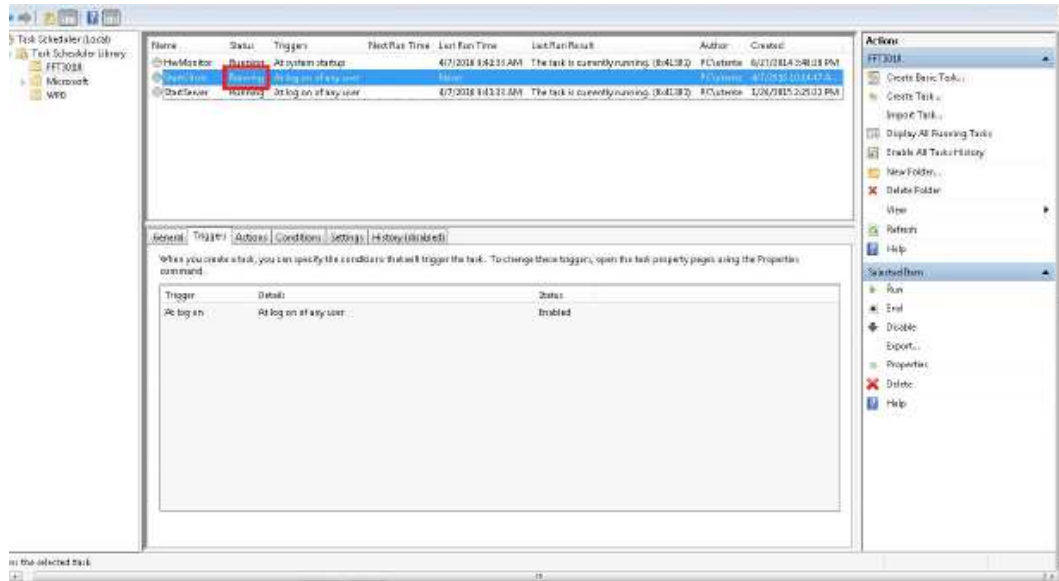 Task Scheduler (Local)
Task Scheduler Library
FFT3018
Microsoft
WPD
Name Status Triggers Next Run Time Last Run Time Last Run Result Author Created
HwMonitor Running At system startup The task is currently running.
Running At log on of any user Never
StartServer Running At log on of any user The task is currently running.
General Triggers Actions Conditions Settings History (disabled)
When you create a task, you can specify the conditions that will trigger the task. To change these triggers, open the task property pages using the Properties
command.
Trigger Details Status
At log on At log on of any user Enabled
Actions
FFT3018
Create Basic Task...
Create Task...
Import Task...
Display All Running Tasks
Enable All Tasks History
New Folder...
Delete Folder
View
Refresh
Help
Selected Item
Run
End
Disable
Export...
Properties
Delete
Help
the selected task